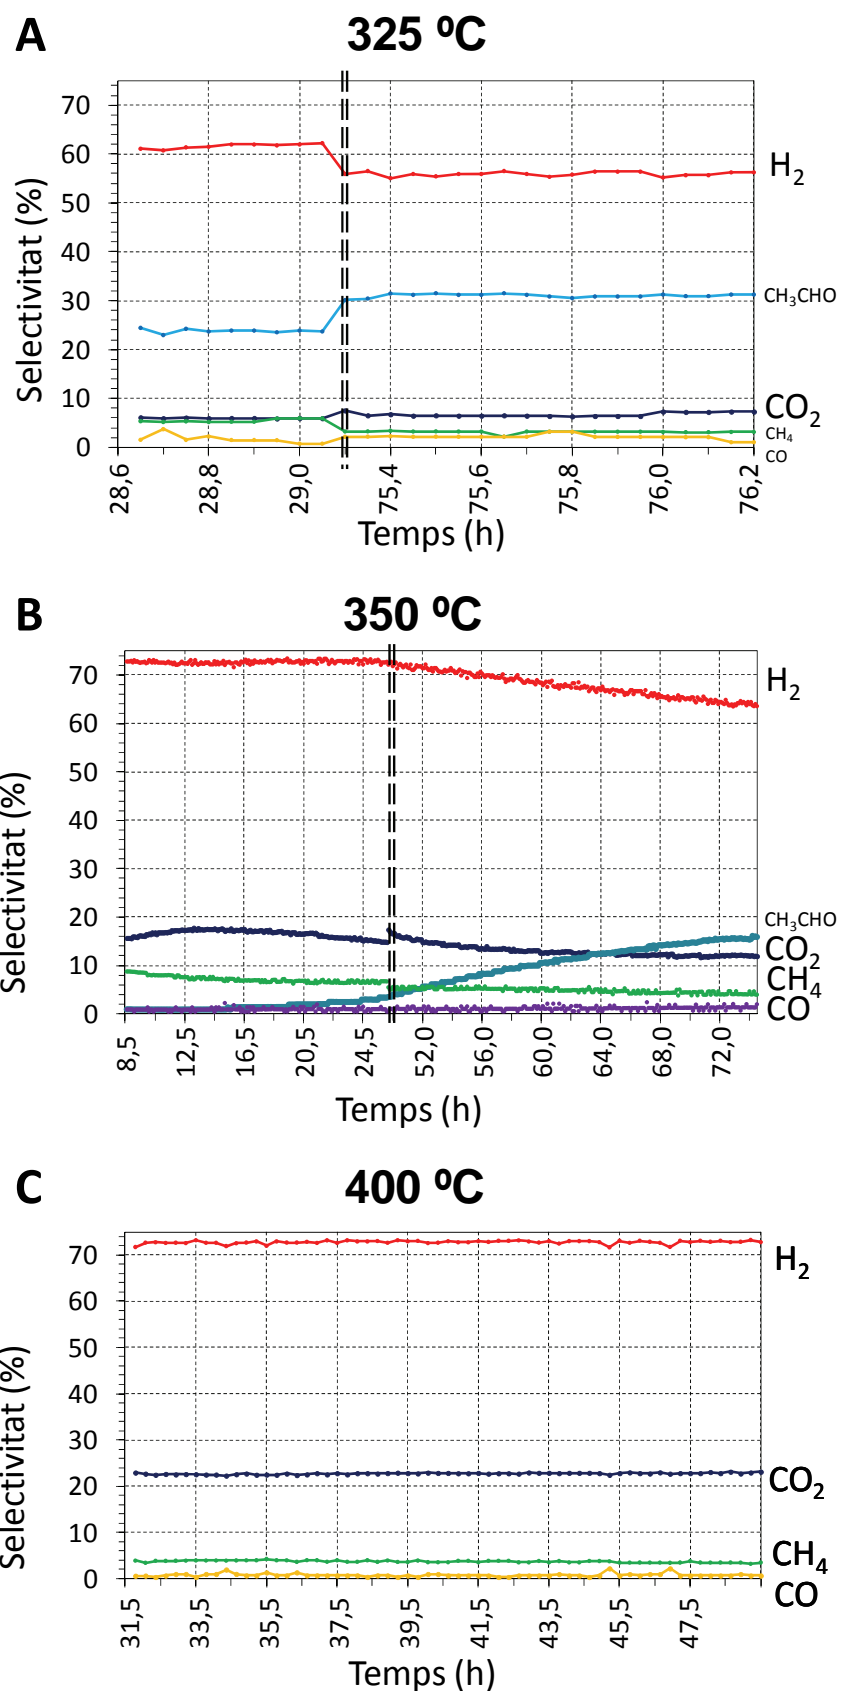 A
325 ºC
Selectivitat (%)
70
60
50
40
30
20
10
0
H2
CH3CHO
CO2
CH4
CO
28,6
28,8
29,0
75,4
75,6
75,8
76,0
76,2
Temps (h)
B
350 ºC
Selectivitat (%)
70
60
50
40
30
20
10
0
H2
CH3CHO
CO2
CH4
CO
8,5
12,5
16,5
20,5
24,5
52,0
56,0
60,0
64,0
68,0
72,0
Temps (h)
C
400 ºC
Selectivitat (%)
70
60
50
40
30
20
10
0
H2
CO2
CH4
CO
31,5
33,5
35,5
37,5
39,5
41,5
43,5
45,5
47,5
Temps (h)